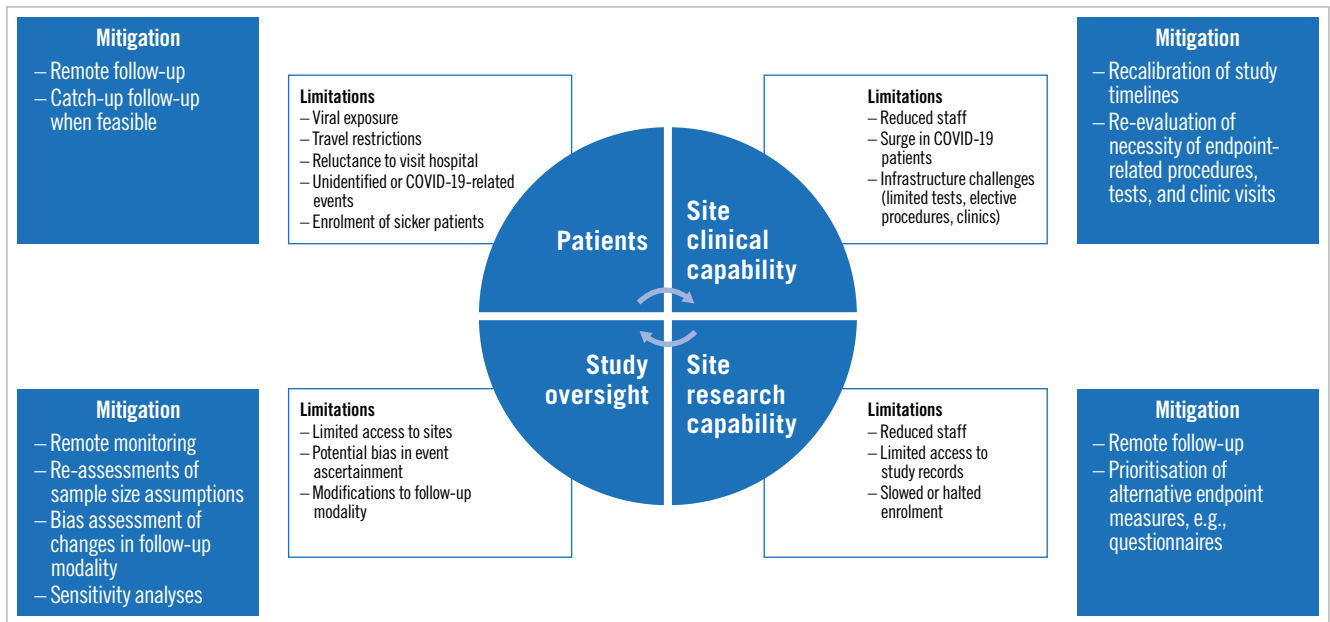 Mitigation
– Remote follow-up
– Catch-up follow-up
when feasible
Limitations
– Viral exposure
– Travel restrictions
– Reluctance to visit hospital
– Unidentified or COVID-19-related
events
– Enrolment of sicker patients
Patients
Site
clinical
capability
Limitations
– Reduced staff
– Surge in COVID-19
patients
– Infrastructure challenges
(limited tests, elective
procedures, clinics)
Mitigation
– Recalibration of study
timelines
– Re-evaluation of
necessity of endpoint-
related procedures,
tests, and clinic visits
Mitigation
– Remote monitoring
– Re-assessments of
sample size assumptions
– Bias assessment of
changes in follow-up
modality
– Sensitivity analyses
Limitations
– Limited access to sites
– Potential bias in event
ascertainment
– Modifications to follow-up
modality
Study
oversight
Site
research
capability
Limitations
– Reduced staff
– Limited access to
study records
– Slowed or halted
enrolment
Mitigation
– Remote follow-up
– Prioritisation of
alternative endpoint
measures, e.g.,
questionnaires